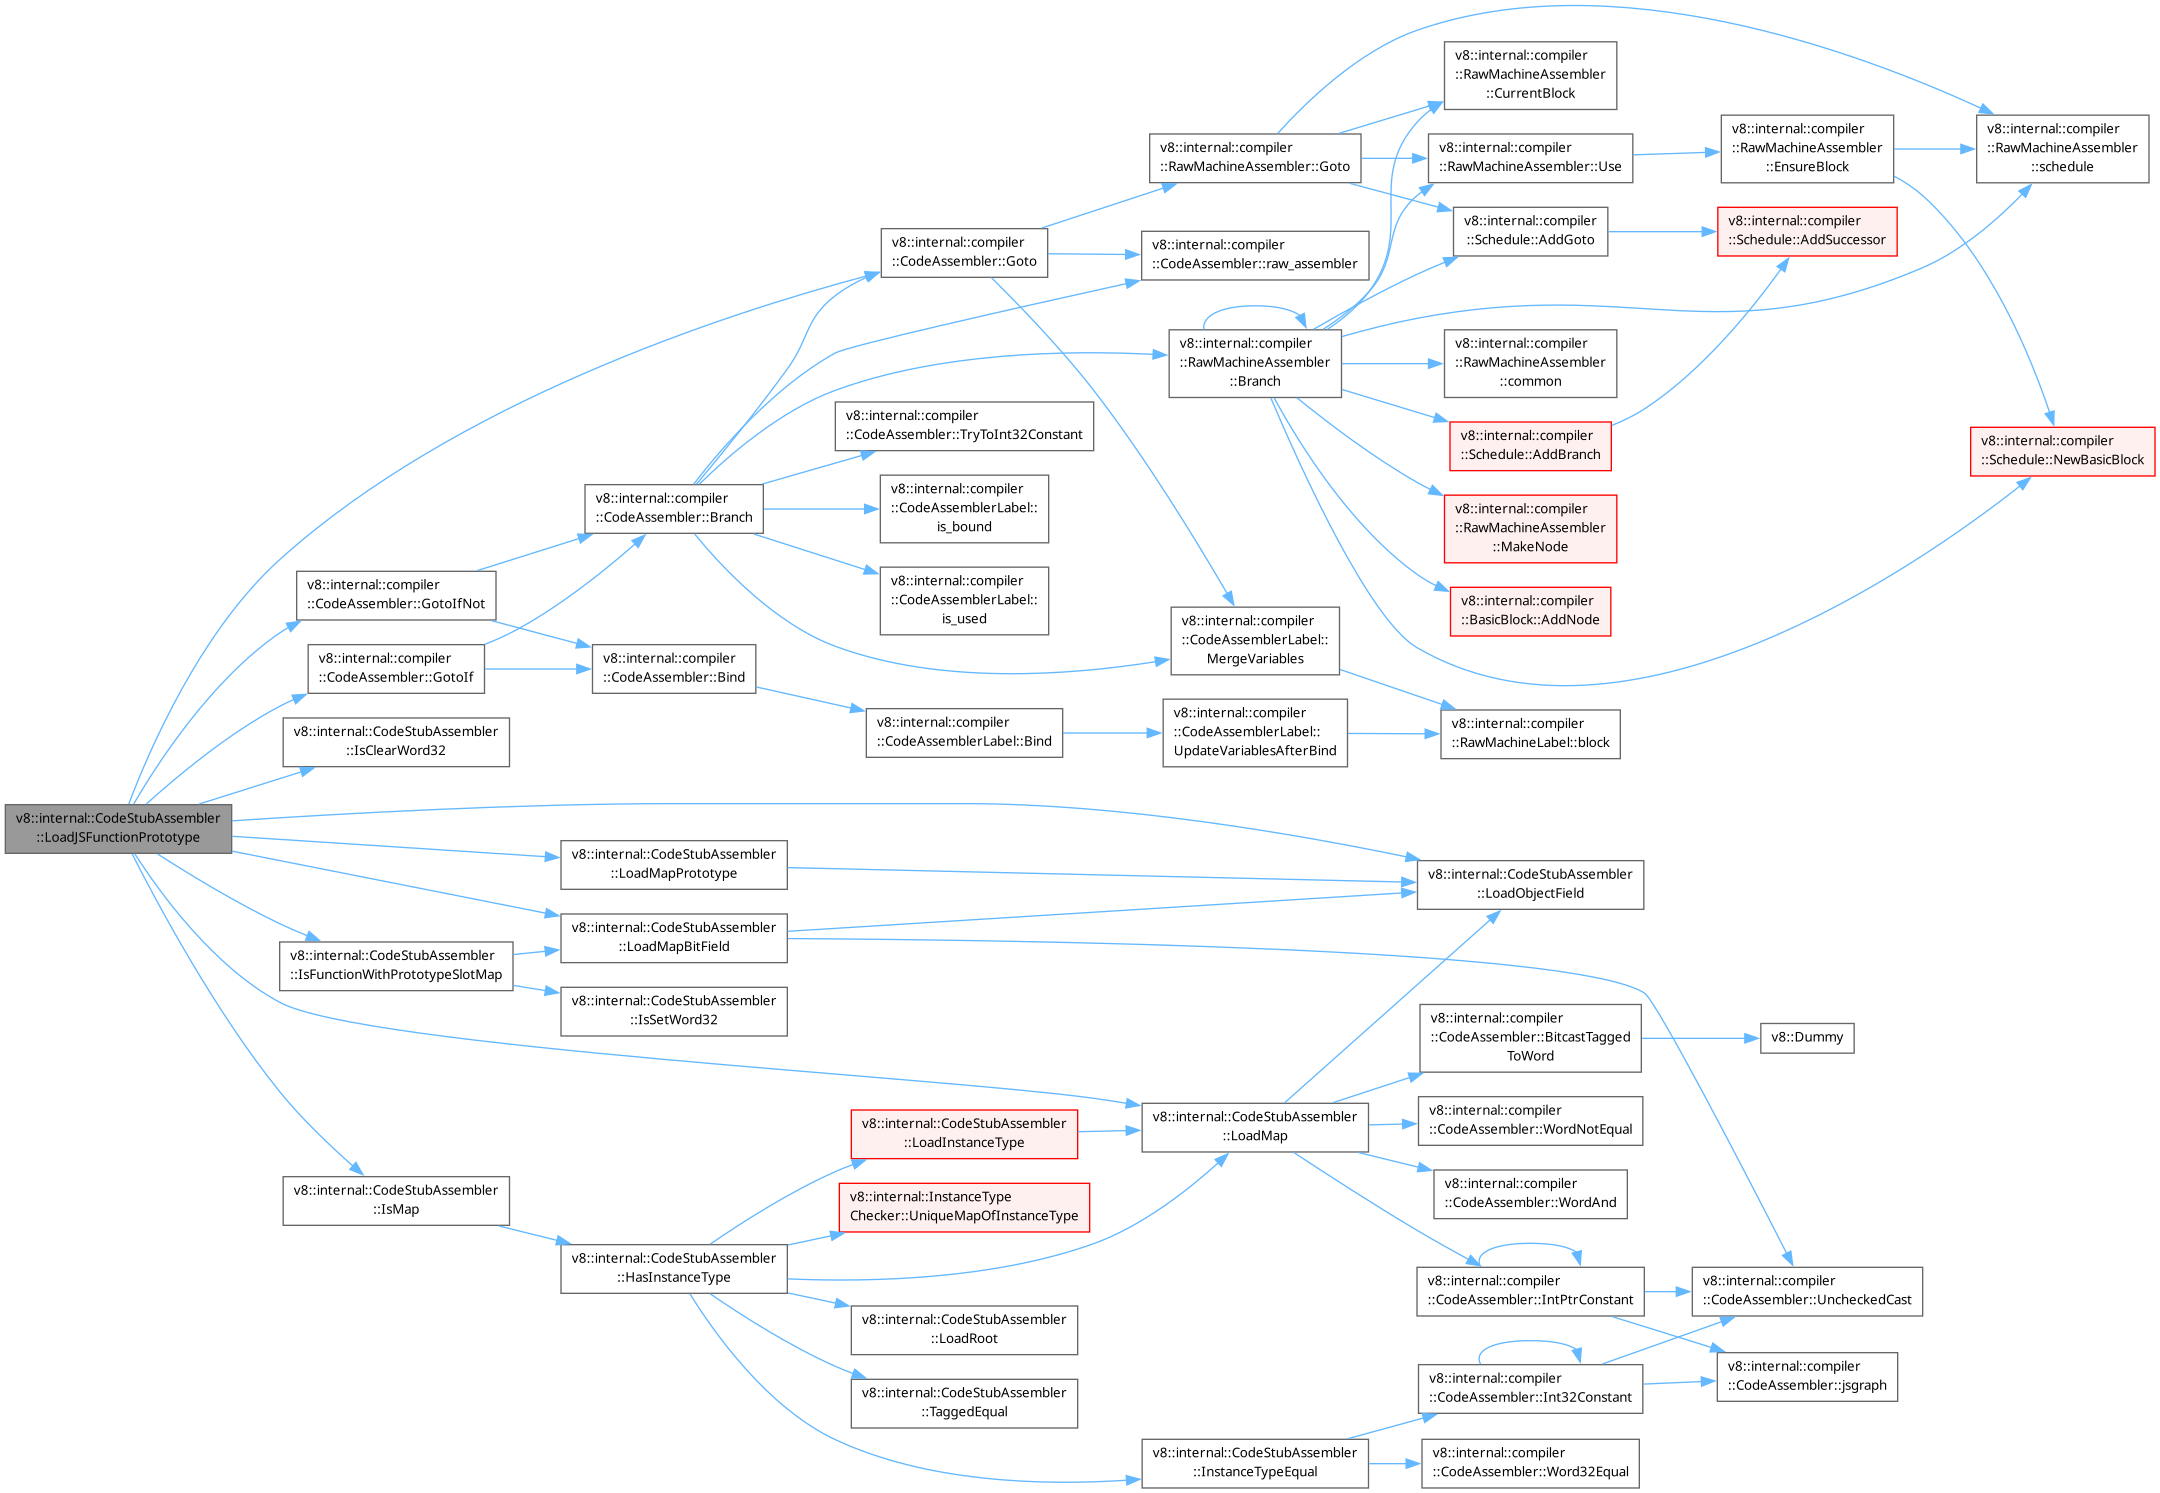 v8::internal::CodeStubAssembler
::LoadJSFunctionPrototype
v8::internal::compiler
::CodeAssembler::GotoIfNot
v8::internal::compiler
::CodeAssembler::GotoIf
v8::internal::CodeStubAssembler
::IsClearWord32
v8::internal::CodeStubAssembler
::IsFunctionWithPrototypeSlotMap
v8::internal::CodeStubAssembler
::IsMap
v8::internal::compiler
::CodeAssembler::Branch
v8::internal::compiler
::CodeAssembler::Bind
v8::internal::CodeStubAssembler
::LoadMapPrototype
v8::internal::CodeStubAssembler
::LoadMapBitField
v8::internal::CodeStubAssembler
::IsSetWord32
v8::internal::CodeStubAssembler
::HasInstanceType
v8::internal::compiler
::CodeAssembler::Goto
v8::internal::compiler
::CodeAssembler::TryToInt32Constant
v8::internal::compiler
::CodeAssemblerLabel::
is_bound
v8::internal::compiler
::CodeAssemblerLabel::
is_used
v8::internal::compiler
::CodeAssemblerLabel::Bind
v8::internal::CodeStubAssembler
::LoadInstanceType
v8::internal::InstanceType
Checker::UniqueMapOfInstanceType
v8::internal::CodeStubAssembler
::LoadRoot
v8::internal::CodeStubAssembler
::TaggedEqual
v8::internal::compiler
::RawMachineAssembler::Goto
v8::internal::compiler
::CodeAssembler::raw_assembler
v8::internal::compiler
::RawMachineAssembler
::Branch
v8::internal::compiler
::CodeAssemblerLabel::
MergeVariables
v8::internal::compiler
::CodeAssemblerLabel::
UpdateVariablesAfterBind
v8::internal::CodeStubAssembler
::LoadMap
v8::internal::CodeStubAssembler
::InstanceTypeEqual
v8::internal::compiler
::RawMachineAssembler
::CurrentBlock
v8::internal::compiler
::RawMachineAssembler::Use
v8::internal::compiler
::Schedule::AddGoto
v8::internal::compiler
::RawMachineAssembler
::common
v8::internal::compiler
::Schedule::AddBranch
v8::internal::compiler
::RawMachineAssembler
::MakeNode
v8::internal::compiler
::BasicBlock::AddNode
v8::internal::compiler
::RawMachineLabel::block
v8::internal::CodeStubAssembler
::LoadObjectField
v8::internal::compiler
::CodeAssembler::BitcastTagged
ToWord
v8::internal::compiler
::CodeAssembler::WordNotEqual
v8::internal::compiler
::CodeAssembler::WordAnd
v8::internal::compiler
::CodeAssembler::IntPtrConstant
v8::internal::compiler
::CodeAssembler::Int32Constant
v8::internal::compiler
::CodeAssembler::Word32Equal
v8::internal::compiler
::RawMachineAssembler
::EnsureBlock
v8::internal::compiler
::Schedule::AddSuccessor
v8::Dummy
v8::internal::compiler
::CodeAssembler::UncheckedCast
v8::internal::compiler
::CodeAssembler::jsgraph
v8::internal::compiler
::RawMachineAssembler
::schedule
v8::internal::compiler
::Schedule::NewBasicBlock